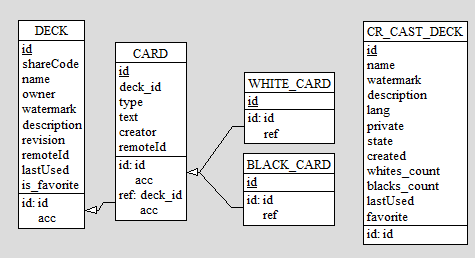 DECK
id
shareCode
name
owner
watermark
description
revision
remoteId
lastUsed
is_favorite
id: id
acc
CARD
id
deck_id
type
text
creator
remoteId
id: id
acc
ref: deck_id
acc
WHITE_CARD
id
id: id
ref
BLACK_CARD
id
id: id
ref
CR_CAST_DECK
id
name
watermark
description
lang
private
state
created
whites_count
blacks_count
lastUsed
favorite
id: id